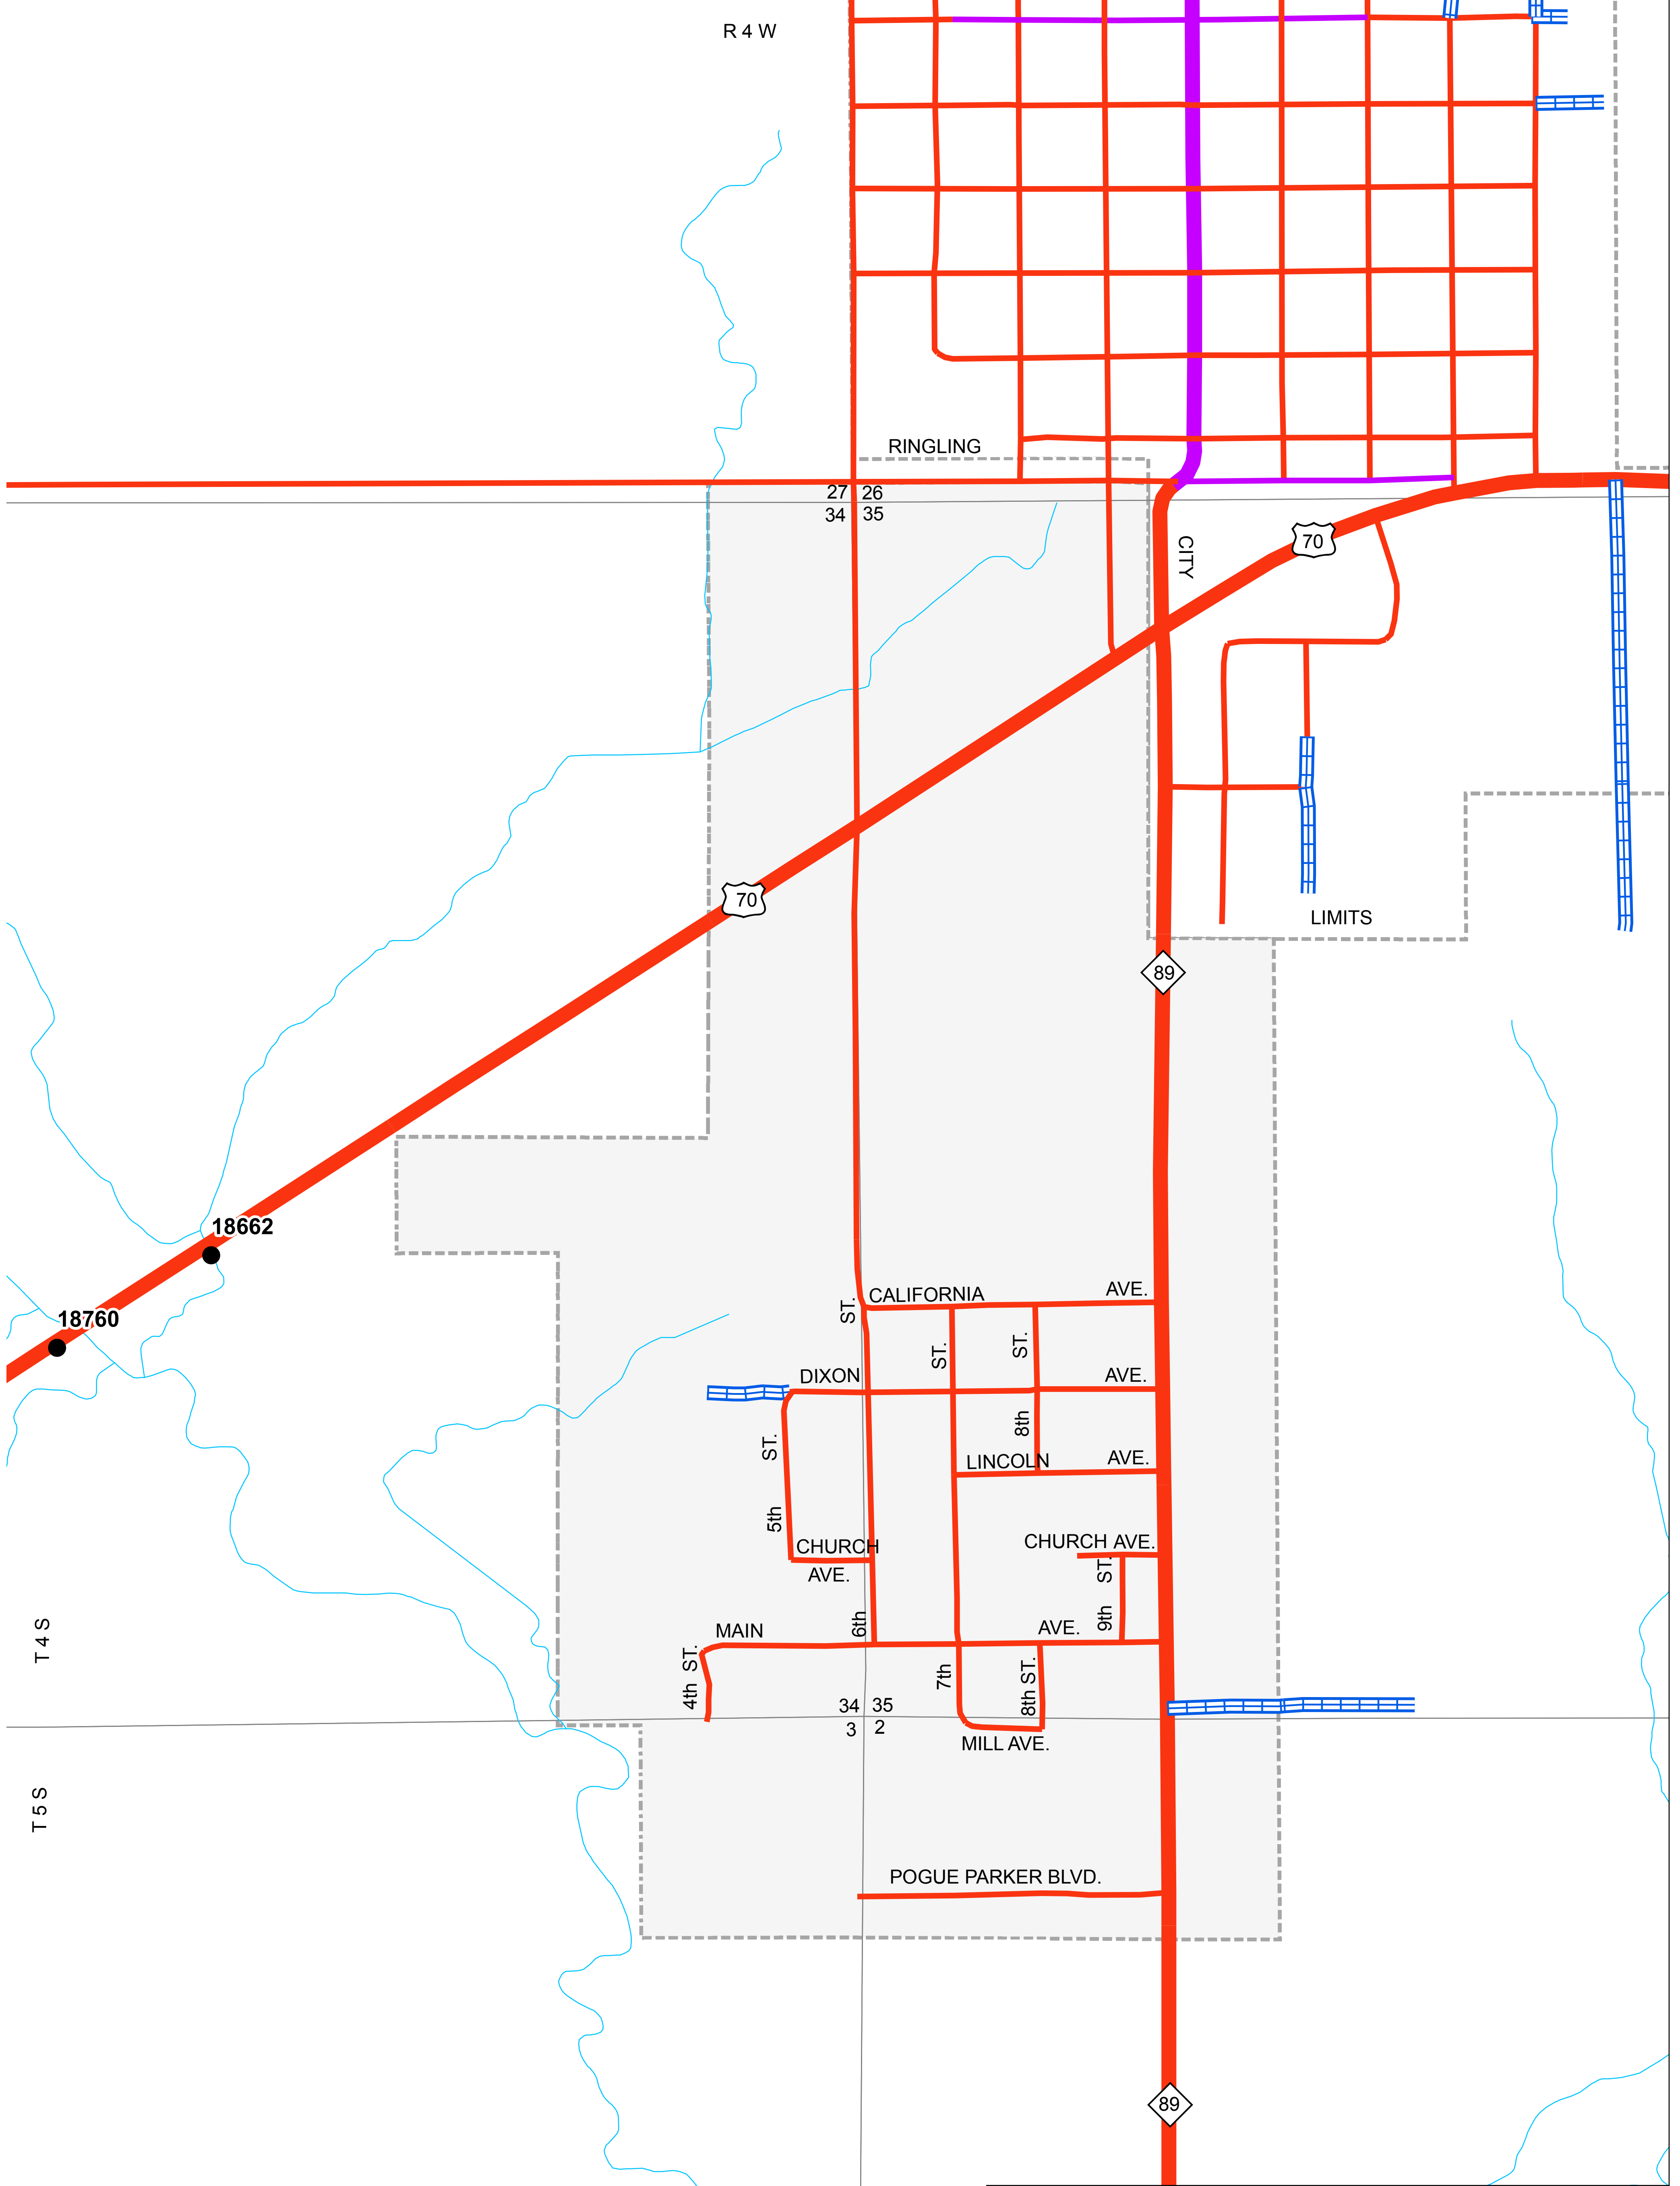 R 4 W
RINGLING
27 26
34 35
CITY
70
70
LIMITS
89
18662
18760
CALIFORNIA AVE.
ST.
ST.
ST.
DIXON AVE.
8th
ST.
LINCOLN AVE.
5th
CHURCH
AVE.
CHURCH AVE.
ST.
9th
6th
MAIN AVE.
T 4 S
4th ST.
7th
8th ST.
34 35
3 2
MILL AVE.
T 5 S
POGUE PARKER BLVD.
89